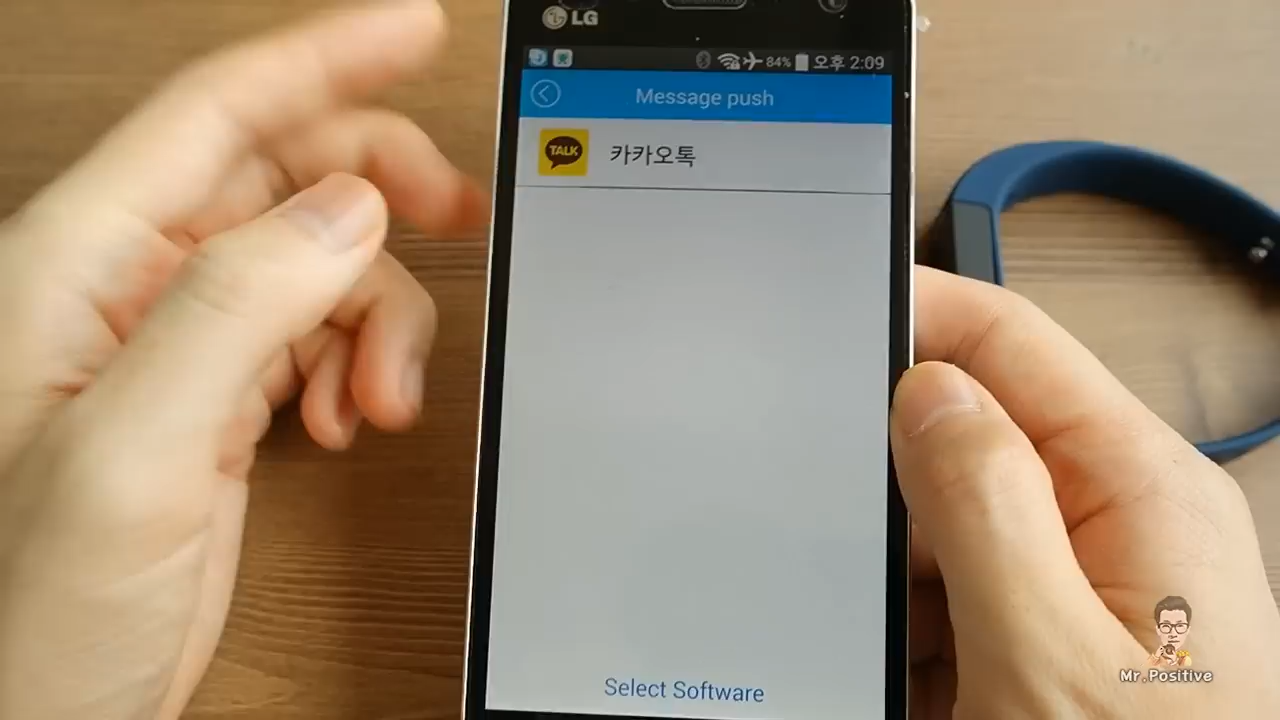 LG
84% 오후 2:09
Message push
TALK 카카오톡
Select Software
Mr.Positive